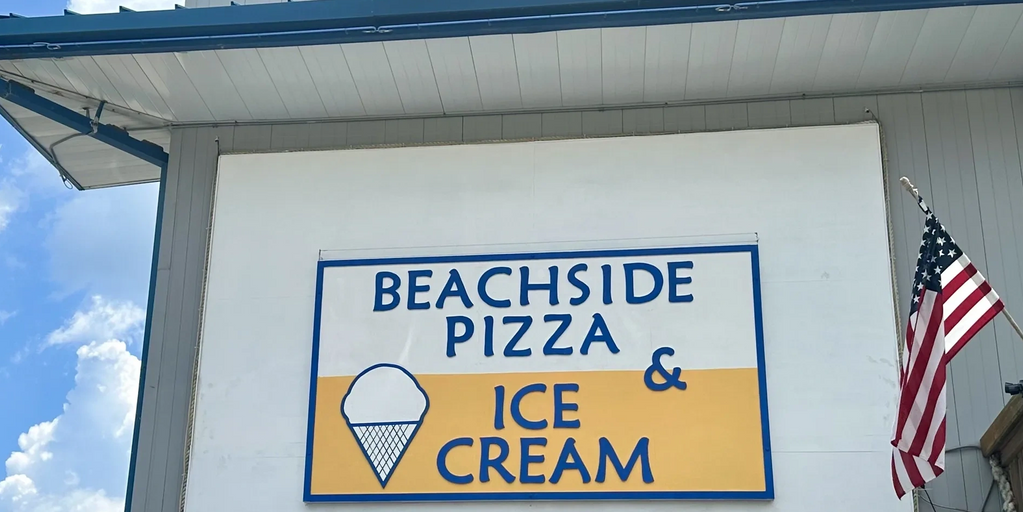 BEACHSIDE
PIZZA
&
ICE
CREAM